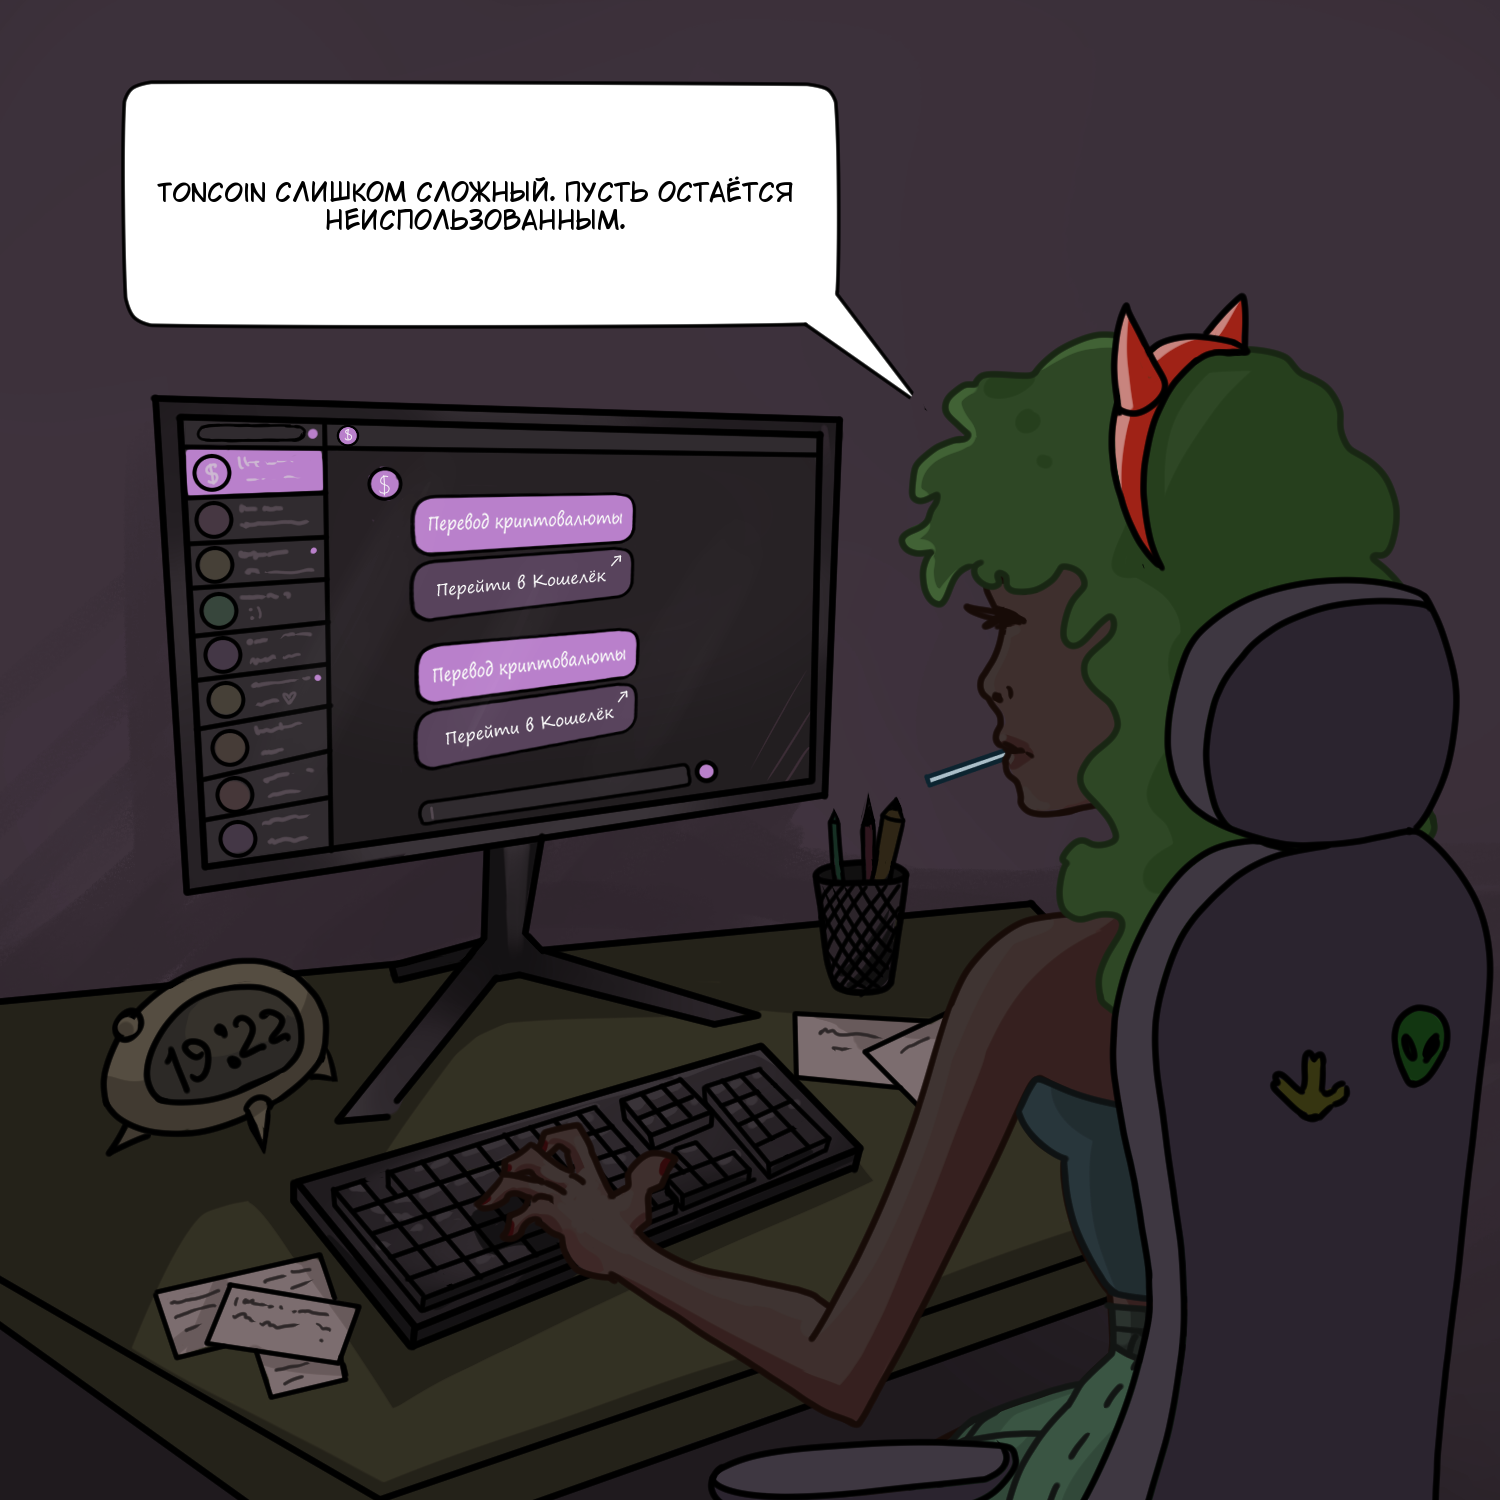 TONCOIN СЛИШКОМ СЛОЖНЫЙ. ПУСТЬ ОСТАЁТСЯ
НЕИСПОЛЬЗОВАННЫМ.
$
$
$
:)
Перевод криптовалюты
Перейти в Кошелёк
Перевод криптовалюты
Перейти в Кошелёк
19:22